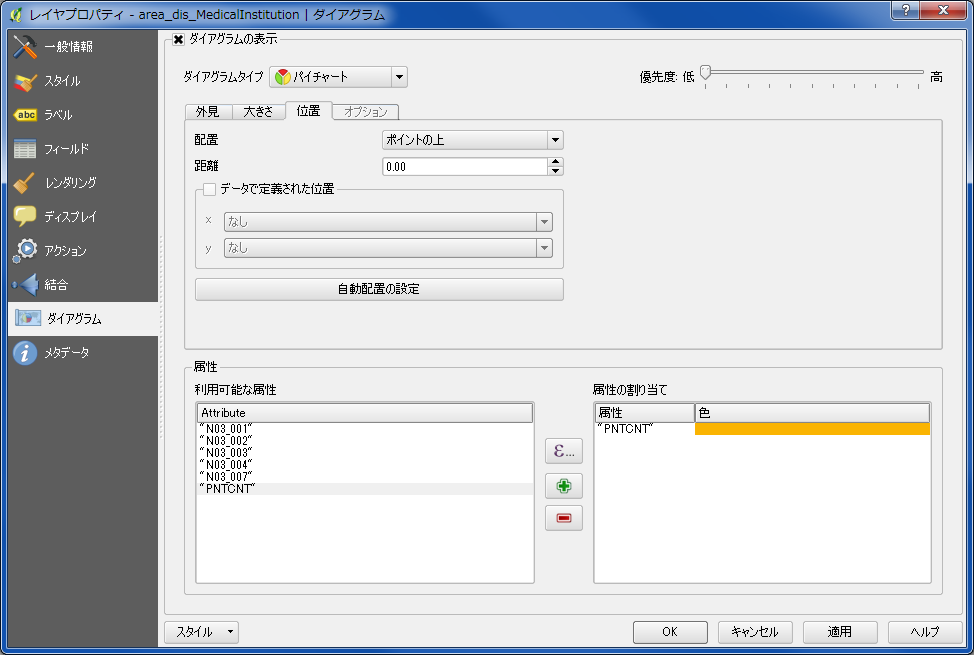 レイヤプロパティ - area_dis_MedicalInstitution | ダイアグラム
?
一般情報
スタイル
abc ラベル
フィールド
レンダリング
ディスプレイ
アクション
結合
ダイアグラム
i メタデータ
ダイアグラムの表示
ダイアグラムタイプ パイチャート
優先度: 低 高
外見 大きさ 位置 オプション
配置 ポイントの上
距離 0.00
データで定義された位置
x なし
y なし
自動配置の設定
属性
利用可能な属性
Attribute
"N03_001"
"N03_002"
"N03_003"
"N03_004"
"N03_007"
"PNTCNT"
ε...
属性の割り当て
属性 色
"PNTCNT"
スタイル
OK キャンセル 適用 ヘルプ